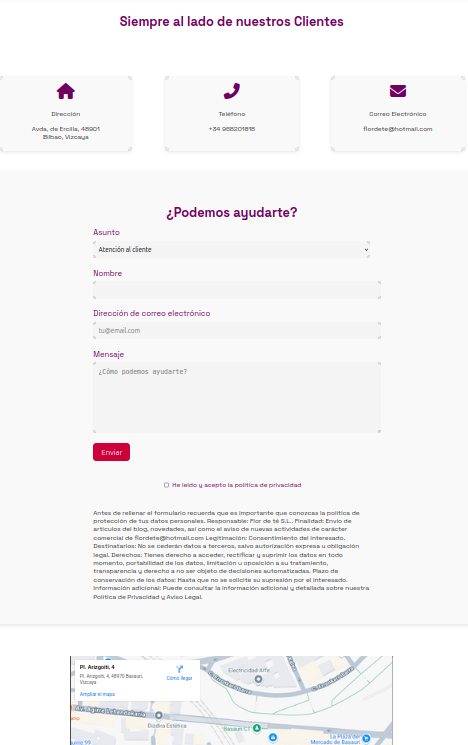 Siempre al lado de nuestros Clientes
Dirección
Avda, de Ercilla, 48901
Bilbao, Vizcaya
Teléfono
+34 968201818
Correo Electrónico
flordete@hotmail.com
¿Podemos ayudarte?
Asunto
Atención al cliente
Nombre
Dirección de correo electrónico
tu@email.com
Mensaje
¿Cómo podemos ayudarte?
Enviar
He leído y acepto la política de privacidad
Antes de rellenar el formulario recuerda que es importante que conozcas la política de
protección de tus datos personales. Responsable: Flor de té S.L.. Finalidad: Envío de
artículos del blog, novedades, así como el aviso de nuevas actividades de carácter
comercial de flordete@hotmail.com Legitimación: Consentimiento del interesado.
Destinatarios: No se cederán datos a terceros, salvo autorización expresa u obligación
legal. Derechos: Tienes derecho a acceder, rectificar y suprimir los datos en todo
momento, portabilidad de los datos, limitación u oposición a su tratamiento,
transparencia y derecho a no ser objeto de decisiones automatizadas. Plazo de
conservación de los datos: Hasta que no se solicite su supresión por el interesado.
Información adicional: Puede consultar la información adicional y detallada sobre nuestra
Política de Privacidad y Aviso Legal.
Pl. Arizgoiti, 4
Pl. Arizgoiti, 4, 48970 Basauri,
Vizcaya
Cómo llegar
Ampliar el mapa
Electricidad Arfe
Diodira Estética
Basauri CT
La Plaza del
Mercado de Basauri